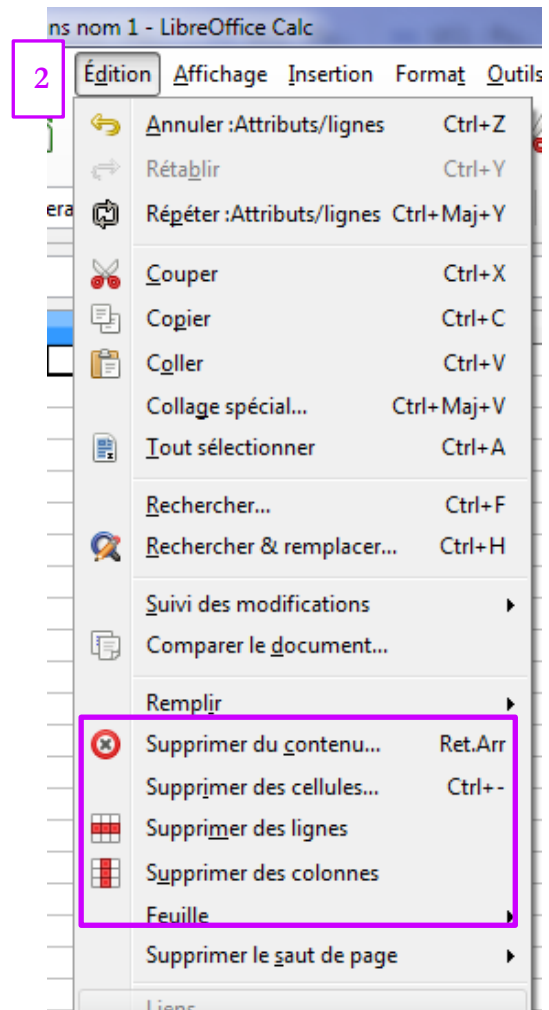 ns nom 1 - LibreOffice Calc
2
Édition Affichage Insertion Format Outils
Annuler :Attributs/lignes Ctrl+Z
Rétablir Ctrl+Y
era
Répéter :Attributs/lignes Ctrl+Maj+Y
Couper Ctrl+X
Copier Ctrl+C
Coller Ctrl+V
Collage spécial... Ctrl+Maj+V
Tout sélectionner Ctrl+A
Rechercher... Ctrl+F
Rechercher & remplacer... Ctrl+H
Suivi des modifications
Comparer le document...
Remplir
Supprimer du contenu... Ret.Arr
Supprimer des cellules... Ctrl+-
Supprimer des lignes
Supprimer des colonnes
Feuille
Supprimer le saut de page
Liens